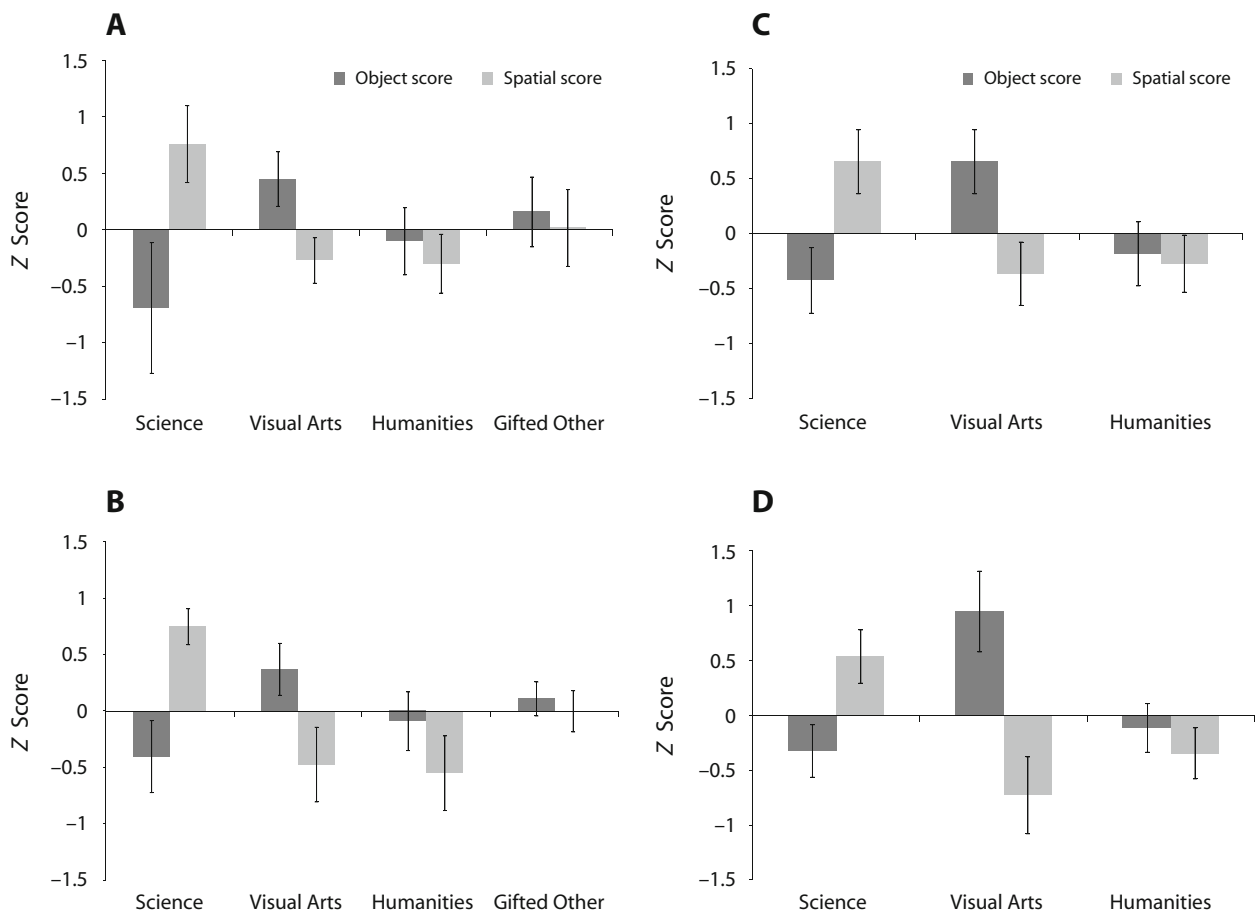 A
Z Score
1.5
1
0.5
0
−0.5
−1
−1.5
Object score
Spatial score
Science
Visual Arts
Humanities
Gifted Other
C
Z Score
1.5
1
0.5
0
−0.5
−1
−1.5
Object score
Spatial score
Science
Visual Arts
Humanities
B
Z Score
1.5
1
0.5
0
−0.5
−1
−1.5
Science
Visual Arts
Humanities
Gifted Other
D
Z Score
1.5
1
0.5
0
−0.5
−1
−1.5
Science
Visual Arts
Humanities